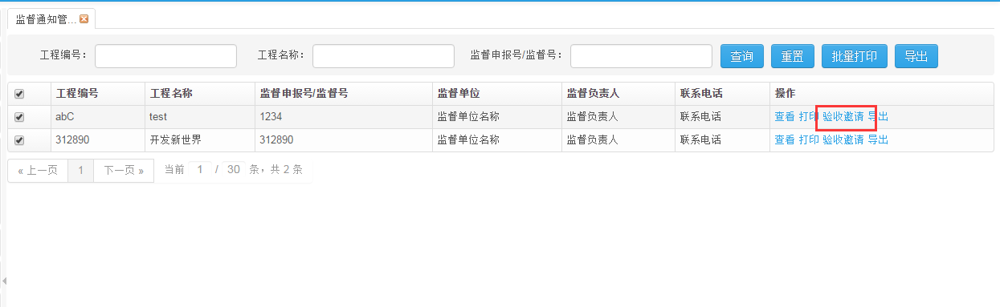 监督通知管...
工程编号： 工程名称： 监督申报号/监督号： 查询 重置 批量打印 导出
工程编号 工程名称 监督申报号/监督号 监督单位 监督负责人 联系电话 操作
abC test 1234 监督单位名称 监督负责人 联系电话 查看 打印 验收邀请 导出
312890 开发新世界 312890 监督单位名称 监督负责人 联系电话 查看 打印 验收邀请 导出
« 上一页 1 下一页 » 当前 1 / 30 条，共 2 条